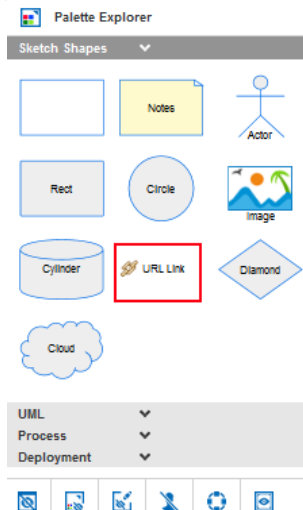 Palette Explorer
Sketch Shapes
Notes
Actor
Rect
Circle
Image
Cylinder
URL Link
Diamond
Cloud
UML
Process
Deployment